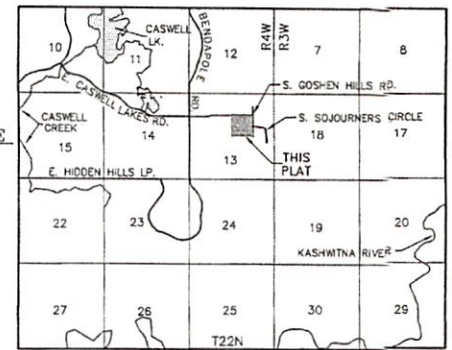 10
CASWELL
LK.
11
BENDAPOLE
RD.
12
R4W
R3W
7
8
E. CASWELL LAKES RD.
S. GOSHEN HILLS RD.
S. SOJOURNERS CIRCLE
CASWELL
CREEK
E
15
14
13
18
17
THIS
PLAT
E. HIDDEN HILLS LP.
22
23
24
19
20
KASHWITNA RIVER
27
26
25
30
29
T22N